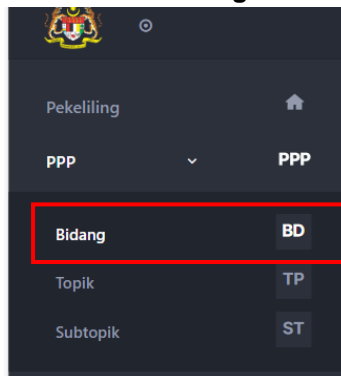 Pekeliling
PPP PPP
Bidang BD
Topik TP
Subtopik ST